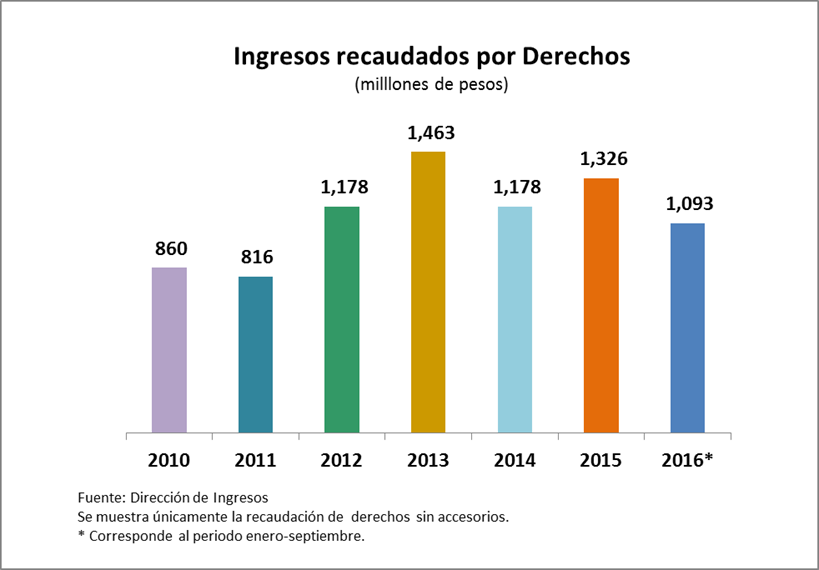 Ingresos recaudados por Derechos
(milllones de pesos)
1,463
1,326
1,178
1,178
1,093
860
816
2010 2011 2012 2013 2014 2015 2016*
Fuente: Dirección de Ingresos
Se muestra únicamente la recaudación de derechos sin accesorios.
* Corresponde al periodo enero-septiembre.